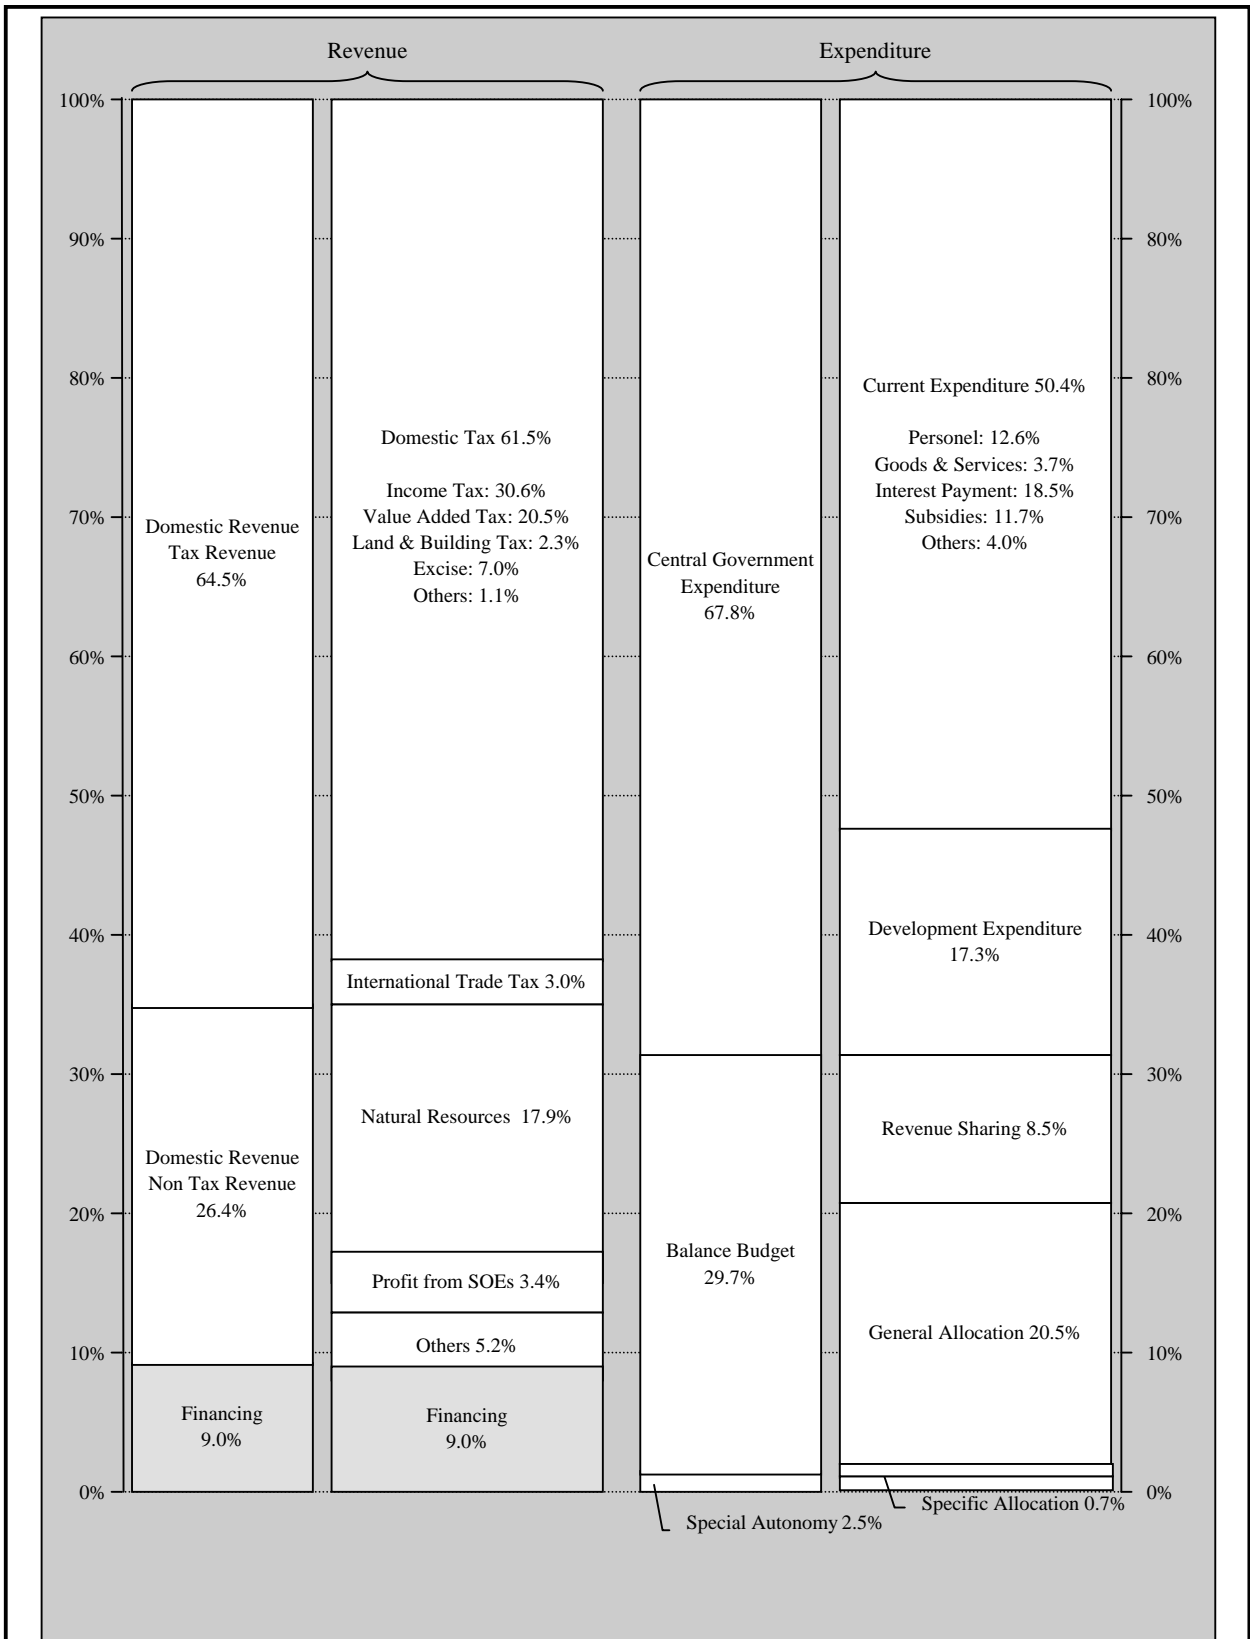 Revenue
Expenditure
100%
90%
80%
70%
60%
50%
40%
30%
20%
10%
0%
Domestic Revenue
Tax Revenue
64.5%
Domestic Revenue
Non Tax Revenue
26.4%
Financing
9.0%
Domestic Tax 61.5%
Income Tax: 30.6%
Value Added Tax: 20.5%
Land & Building Tax: 2.3%
Excise: 7.0%
Others: 1.1%
International Trade Tax 3.0%
Natural Resources 17.9%
Profit from SOEs 3.4%
Others 5.2%
Financing
9.0%
Central Government
Expenditure
67.8%
Balance Budget
29.7%
Special Autonomy 2.5%
Current Expenditure 50.4%
Personel: 12.6%
Goods & Services: 3.7%
Interest Payment: 18.5%
Subsidies: 11.7%
Others: 4.0%
Development Expenditure
17.3%
Revenue Sharing 8.5%
General Allocation 20.5%
Specific Allocation 0.7%
100%
80%
80%
70%
60%
50%
40%
30%
20%
10%
0%